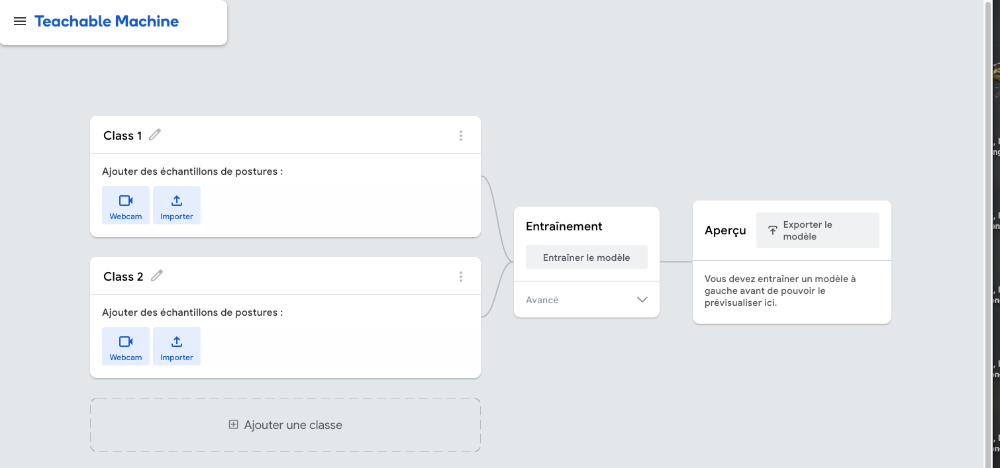 Teachable Machine
Class 1
Ajouter des échantillons de postures :
Webcam
Importer
Class 2
Ajouter des échantillons de postures :
Webcam
Importer
Ajouter une classe
Entraînement
Entraîner le modèle
Avancé
Aperçu
Exporter le
modèle
Vous devez entraîner un modèle à
gauche avant de pouvoir le
prévisualiser ici.